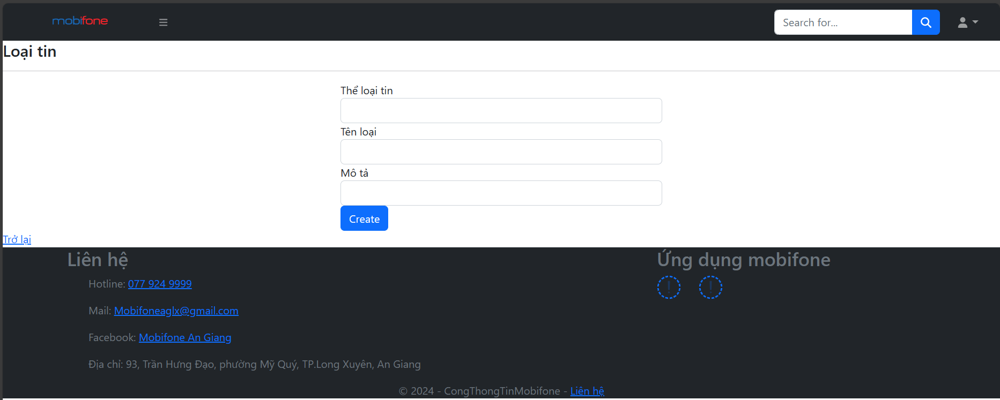 mobifone
Search for...
Loại tin
Thể loại tin
Tên loại
Mô tả
Create
Trở lại
Liên hệ
Hotline: 077 924 9999
Mail: Mobifoneaglx@gmail.com
Facebook: Mobifone An Giang
Địa chỉ: 93, Trần Hưng Đạo, phường Mỹ Quý, TP.Long Xuyên, An Giang
Ứng dụng mobifone
© 2024 - CongThongTinMobifone - Liên hệ